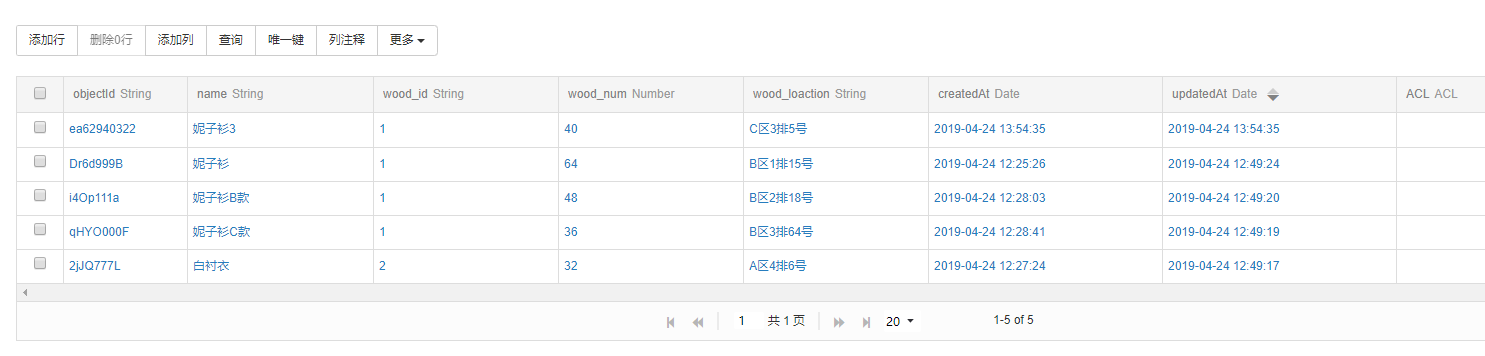 添加行 删除0行 添加列 查询 唯一键 列注释 更多
objectId String name String wood_id String wood_num Number wood_loaction String createdAt Date updatedAt Date ACL ACL
ea62940322 妮子衫3 1 40 C区3排5号 2019-04-24 13:54:35 2019-04-24 13:54:35
Dr6d999B 妮子衫 1 64 B区1排15号 2019-04-24 12:25:26 2019-04-24 12:49:24
i4Op111a 妮子衫B款 1 48 B区2排18号 2019-04-24 12:28:03 2019-04-24 12:49:20
qHYO000F 妮子衫C款 1 36 B区3排64号 2019-04-24 12:28:41 2019-04-24 12:49:19
2jJQ777L 白衬衣 2 32 A区4排6号 2019-04-24 12:27:24 2019-04-24 12:49:17
1 共 1 页 20 1-5 of 5